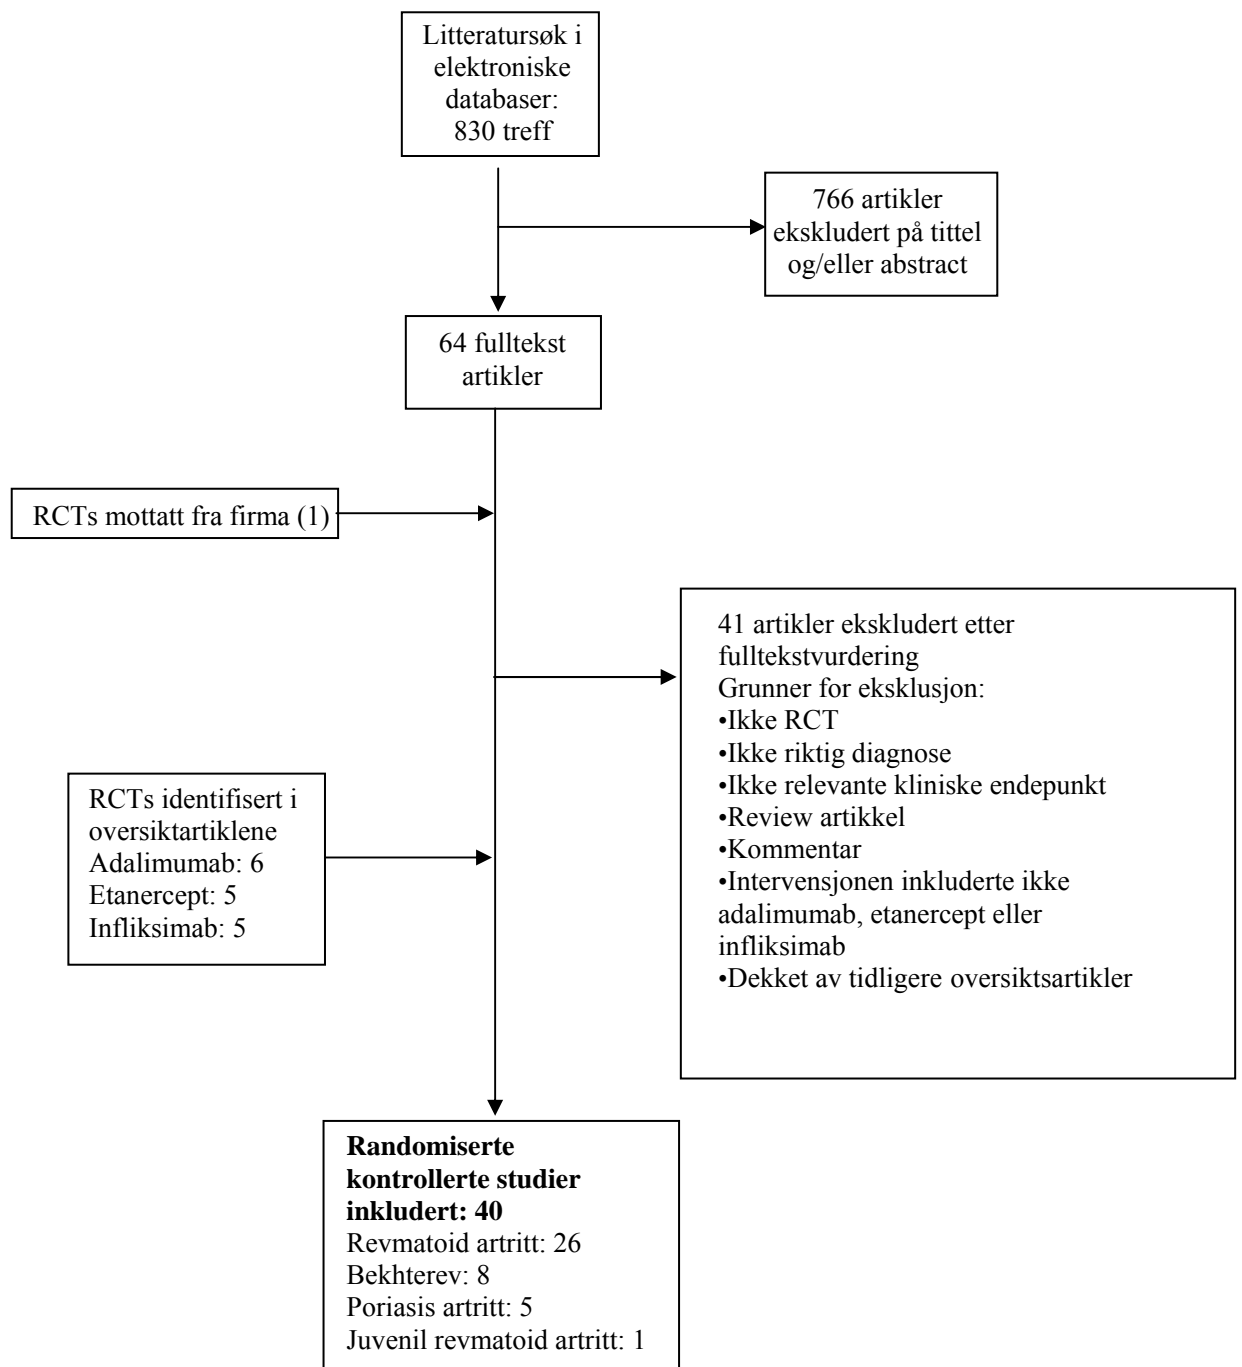 Litteratursøk i
elektroniske
databaser:
830 treff
766 artikler
ekskludert på tittel
og/eller abstract
64 fulltekst
artikler
RCTs mottatt fra firma (1)
41 artikler ekskludert etter
fulltekstvurdering
Grunner for eksklusjon:
•Ikke RCT
•Ikke riktig diagnose
•Ikke relevante kliniske endepunkt
•Review artikkel
•Kommentar
•Intervensjonen inkluderte ikke
adalimumab, etanercept eller
infliksimab
•Dekket av tidligere oversiktsartikler
RCTs identifisert i
oversiktartiklene
Adalimumab: 6
Etanercept: 5
Infliksimab: 5
Randomiserte
kontrollerte studier
inkludert: 40
Revmatoid artritt: 26
Bekhterev: 8
Poriasis artritt: 5
Juvenil revmatoid artritt: 1